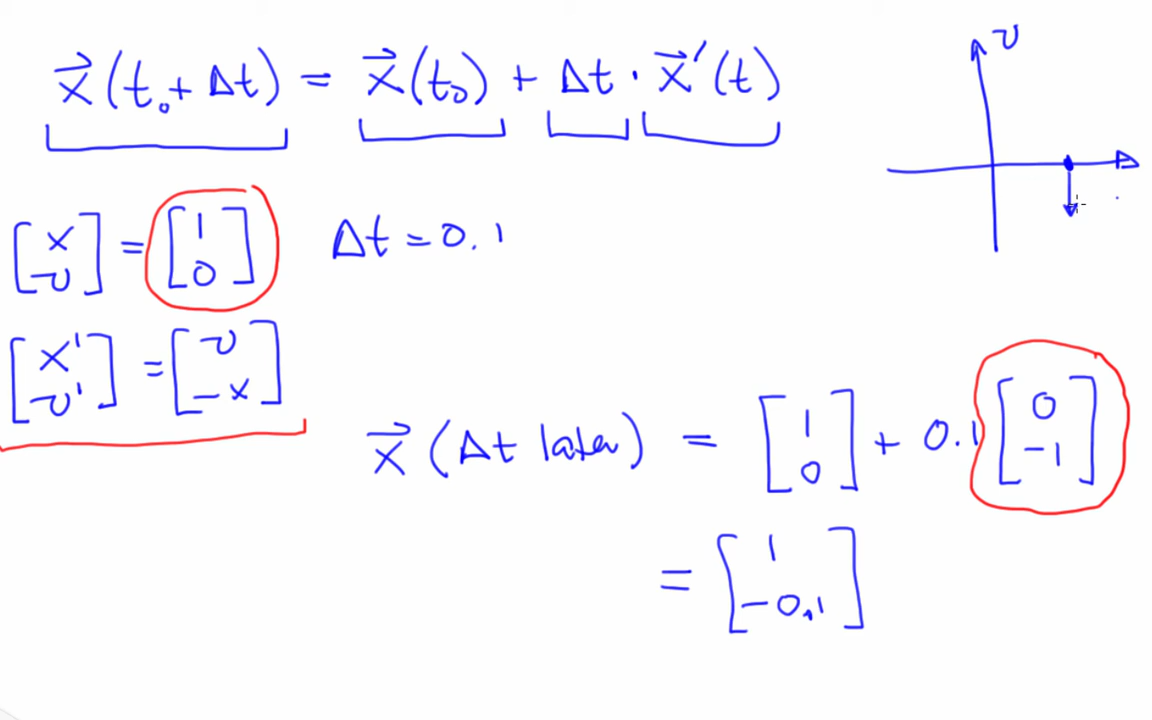 x⃗(t₀ + Δt) = x⃗(t₀) + Δt · x⃗′(t)
v
[x v] = [1 0] Δt = 0.1
[x' v'] = [v -x]
x⃗ (Δt later) = [1 0] + 0.1 [0 -1]
= [1 -0.1]